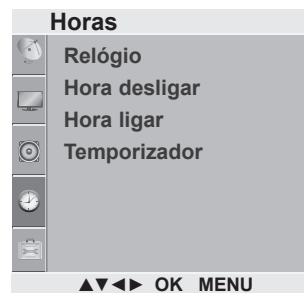 Horas
Relógio
Hora desligar
Hora ligar
Temporizador
▲▼◄► OK MENU